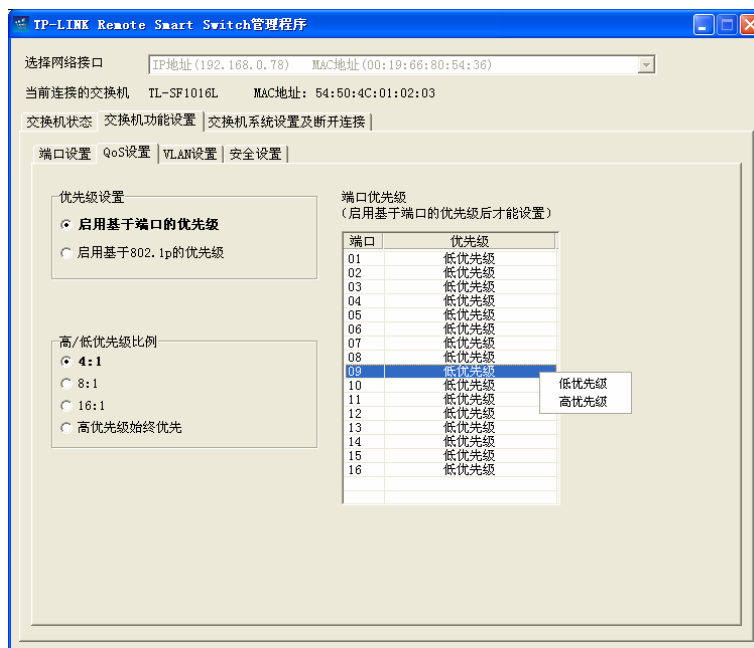 TP-LINK Remote Smart Switch管理程序
选择网络接口 IP地址(192.168.0.78) MAC地址(00:19:66:80:54:36)
当前连接的交换机 TL-SF1016L MAC地址: 54:50:4C:01:02:03
交换机状态 交换机功能设置 交换机系统设置及断开连接
端口设置 QoS设置 VLAN设置 安全设置
优先级设置
启用基于端口的优先级
启用基于802.1p的优先级
高/低优先级比例
4:1
8:1
16:1
高优先级始终优先
端口优先级
(启用基于端口的优先级后才能设置)
端口 优先级
01 低优先级
02 低优先级
03 低优先级
04 低优先级
05 低优先级
06 低优先级
07 低优先级
08 低优先级
09 低优先级
10 低优先级
11 低优先级
12 低优先级
13 低优先级
14 低优先级
15 低优先级
16 低优先级
低优先级
高优先级